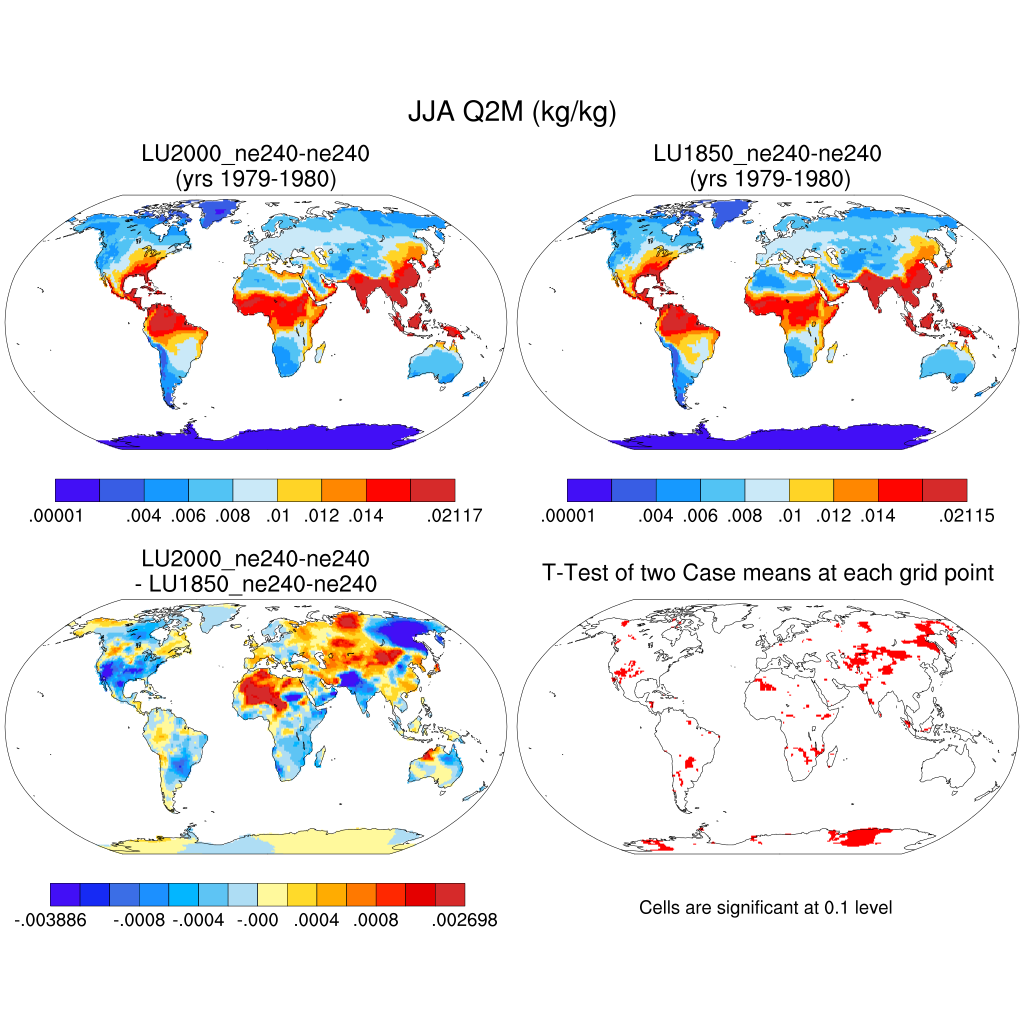 JJA Q2M (kg/kg)
LU2000_ne240-ne240
(yrs 1979-1980)
LU1850_ne240-ne240
(yrs 1979-1980)
.00001 .004 .006 .008 .01 .012 .014 .02117
.00001 .004 .006 .008 .01 .012 .014 .02115
LU2000_ne240-ne240
- LU1850_ne240-ne240
T-Test of two Case means at each grid point
-.003886 -.0008 -.0004 -.000 .0004 .0008 .002698
Cells are significant at 0.1 level